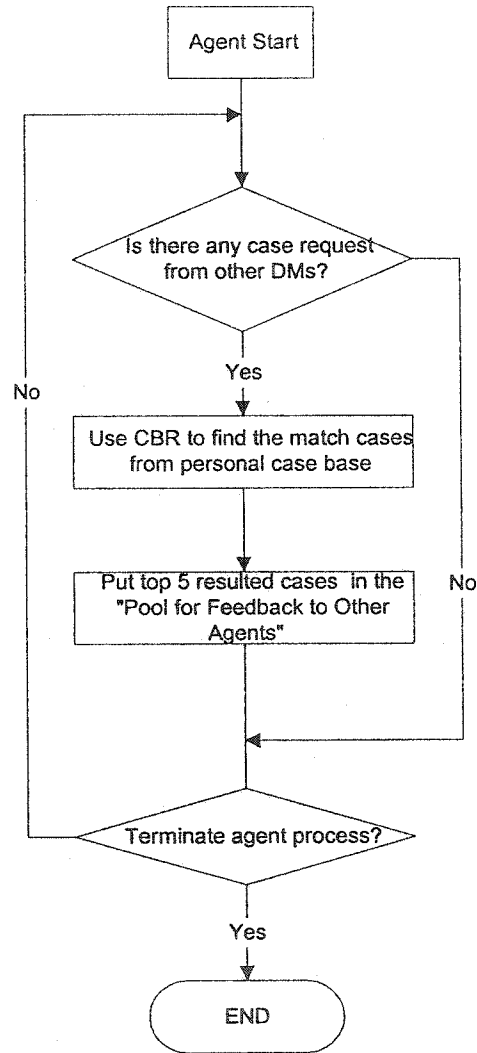 Agent Start
Is there any case request
from other DMs?
Yes
No
Use CBR to find the match cases
from personal case base
Put top 5 resulted cases in the
"Pool for Feedback to Other
Agents"
No
Terminate agent process?
Yes
END